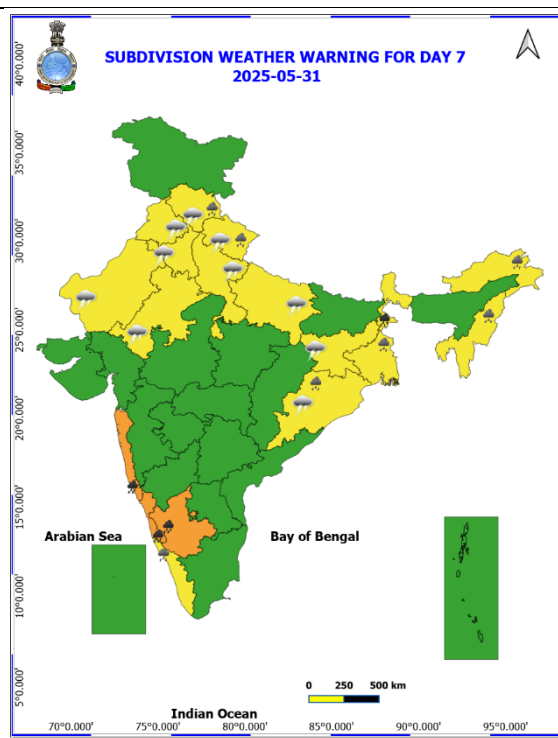 SUBDIVISION WEATHER WARNING FOR DAY 7
2025-05-31
40°0.000'
35°0.000'
30°0.000'
25°0.000'
20°0.000'
15°0.000'
10°0.000'
5°0.000'
Arabian Sea
Bay of Bengal
0 250 500 km
Indian Ocean
70°0.000' 75°0.000' 80°0.000' 85°0.000' 90°0.000' 95°0.000'